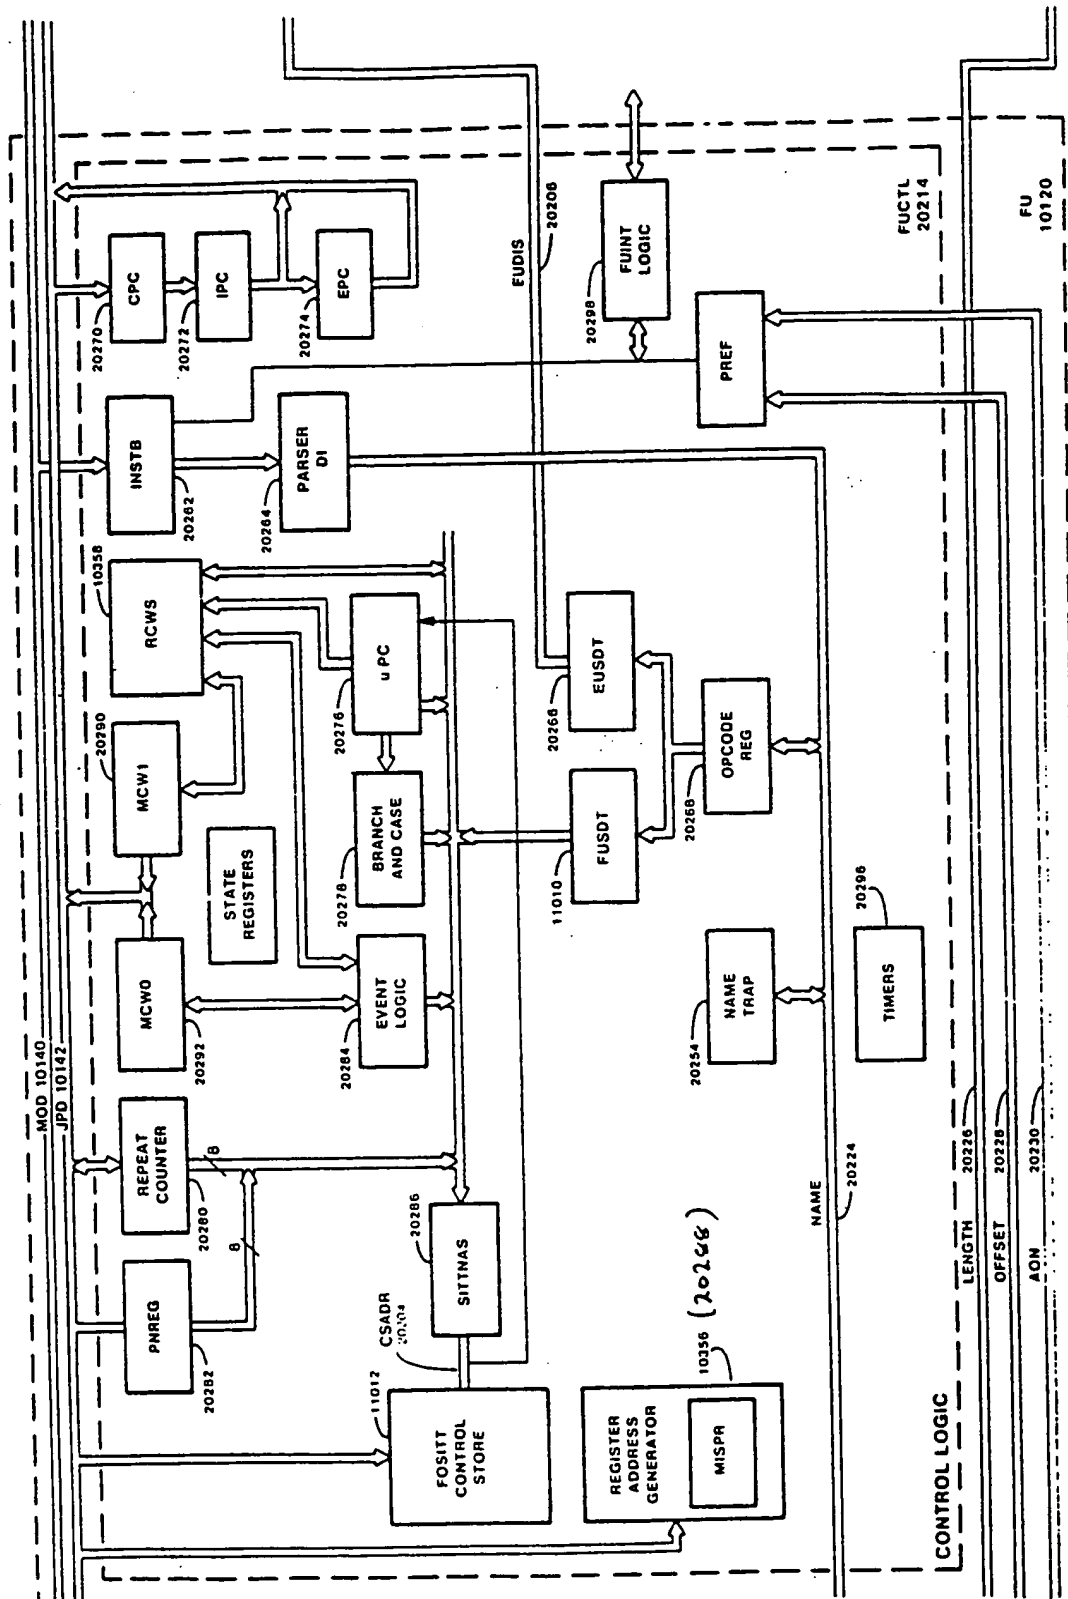 MOD 10140
JPD 10142
PNREG
20282
8
REPEAT
COUNTER
20280
8
MCW0
20292
STATE
REGISTERS
MCW1
20290
RCWS
10358
INSTB
20262
CPC
20270
IPC
20272
EPC
20274
PARSER
DI
20264
EVENT
LOGIC
20284
BRANCH
AND CASE
20278
uPC
20276
FOSITT
CONTROL
STORE
11012
CSADR
20204
SITTNAS
20286
FUSDT
11010
EUSDT
20266
EUDIS
20206
FUINT
LOGIC
20298
REGISTER
ADDRESS
GENERATOR
MISPR
10356 (20288)
NAME
TRAP
20254
OPCODE
REG
20268
PREF
NAME
20224
TIMERS
20296
FUCTL
20214
CONTROL LOGIC
LENGTH
20226
OFFSET
20228
AON
20230
FU
10120